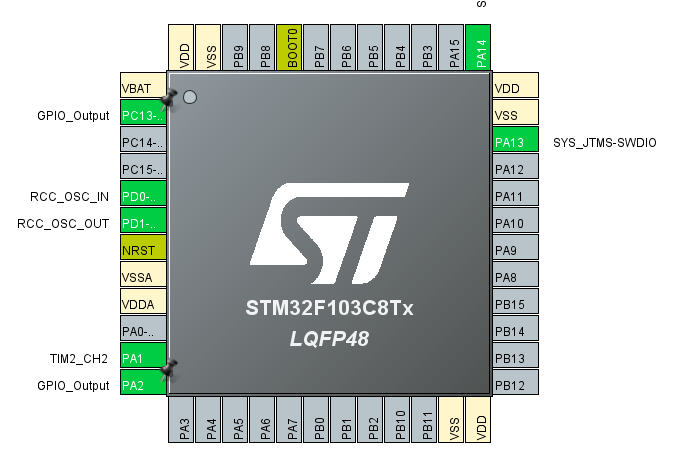 S
VDD
VSS
PB9
PB8
BOOT0
PB7
PB6
PB5
PB4
PB3
PA15
PA14
VBAT
GPIO_Output PC13-..
PC14-..
PC15-..
RCC_OSC_IN PD0-..
RCC_OSC_OUT PD1-..
NRST
VSSA
VDDA
PA0-..
TIM2_CH2 PA1
GPIO_Output PA2
VDD
VSS
PA13 SYS_JTMS-SWDIO
PA12
PA11
PA10
PA9
PA8
PB15
PB14
PB13
PB12
ST
STM32F103C8Tx
LQFP48
PA3
PA4
PA5
PA6
PA7
PB0
PB1
PB2
PB10
PB11
VSS
VDD